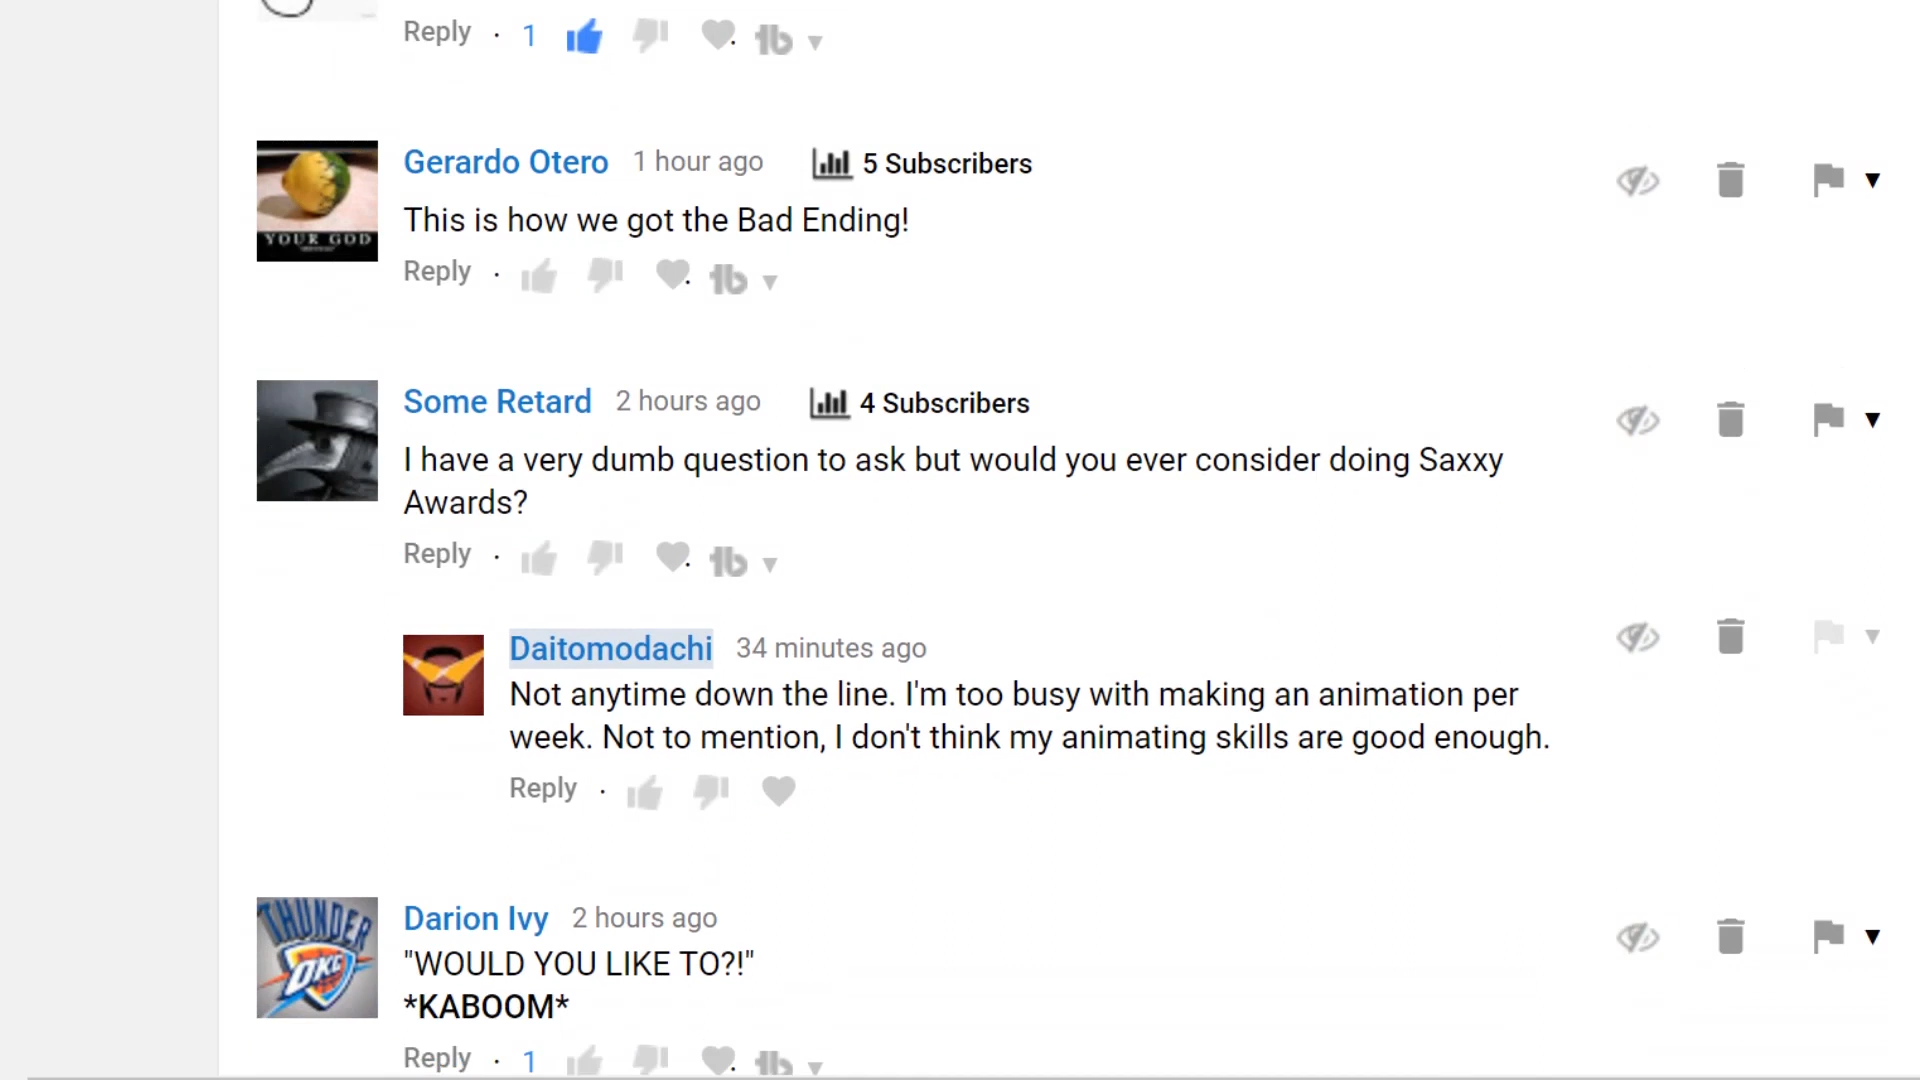 Reply · 1
Gerardo Otero 1 hour ago 5 Subscribers
This is how we got the Bad Ending!
YOUR GOD
Reply ·
Some Retard 2 hours ago 4 Subscribers
I have a very dumb question to ask but would you ever consider doing Saxxy
Awards?
Reply ·
Daitomodachi 34 minutes ago
Not anytime down the line. I'm too busy with making an animation per
week. Not to mention, I don't think my animating skills are good enough.
Reply ·
THUNDER
OKC
Darion Ivy 2 hours ago
"WOULD YOU LIKE TO?!"
*KABOOM*
Reply · 1